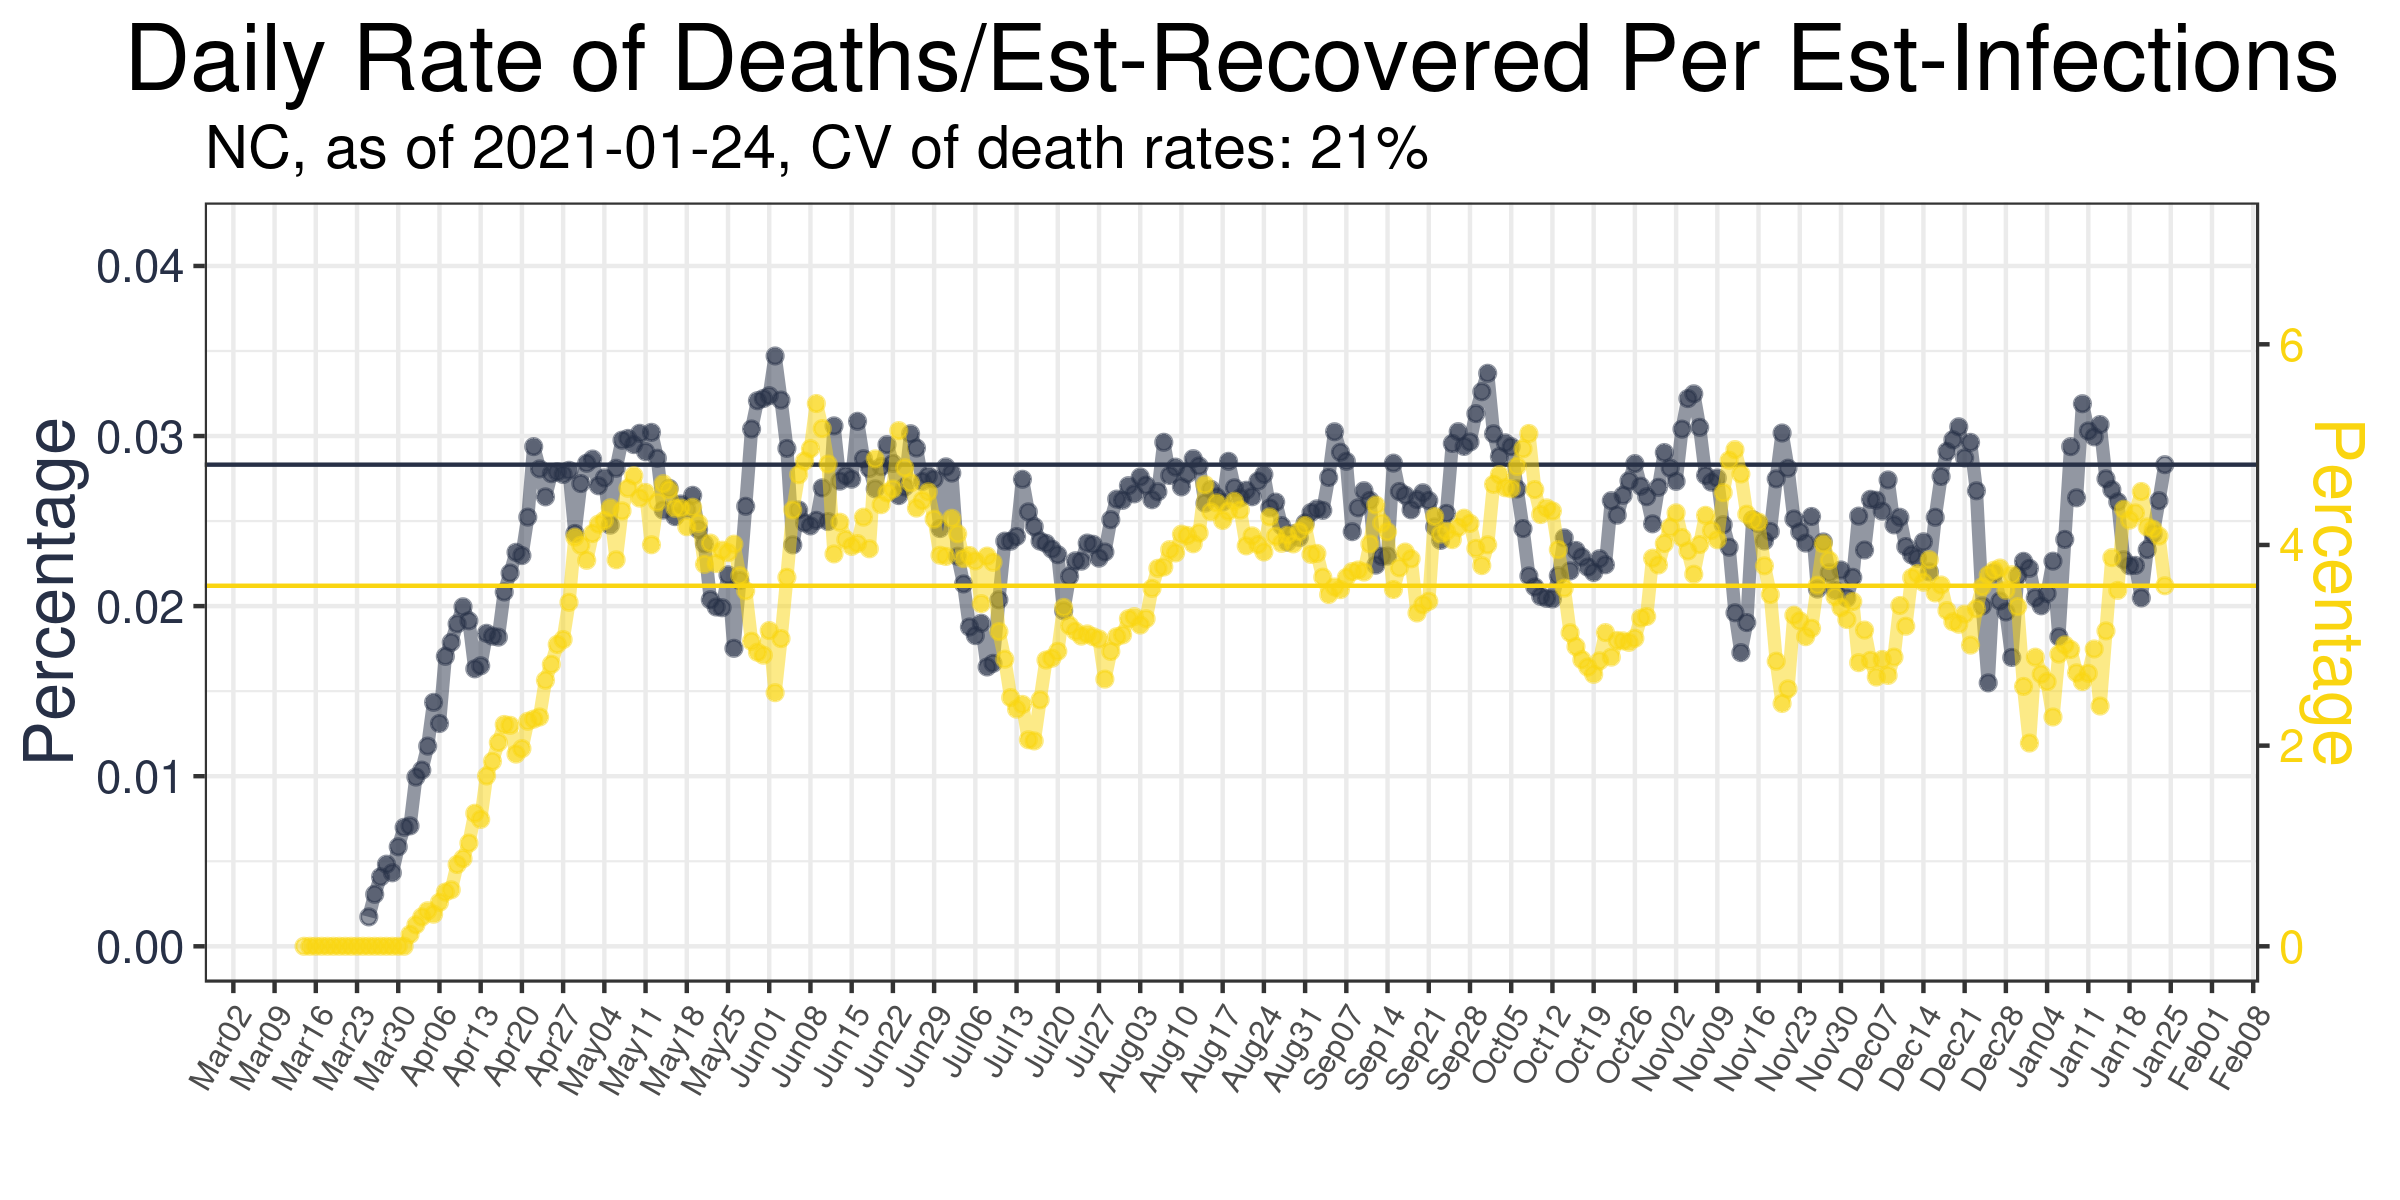 Daily Rate of Deaths/Est-Recovered Per Est-Infections
NC, as of 2021-01-24, CV of death rates: 21%
Percentage
0.04
0.03
0.02
0.01
0.00
6
4
2
0
Percentage
Mar02
Mar09
Mar16
Mar23
Mar30
Apr06
Apr13
Apr20
Apr27
May04
May11
May18
May25
Jun01
Jun08
Jun15
Jun22
Jun29
Jul06
Jul13
Jul20
Jul27
Aug03
Aug10
Aug17
Aug24
Aug31
Sep07
Sep14
Sep21
Sep28
Oct05
Oct12
Oct19
Oct26
Nov02
Nov09
Nov16
Nov23
Nov30
Dec07
Dec14
Dec21
Dec28
Jan04
Jan11
Jan18
Jan25
Feb01
Feb08